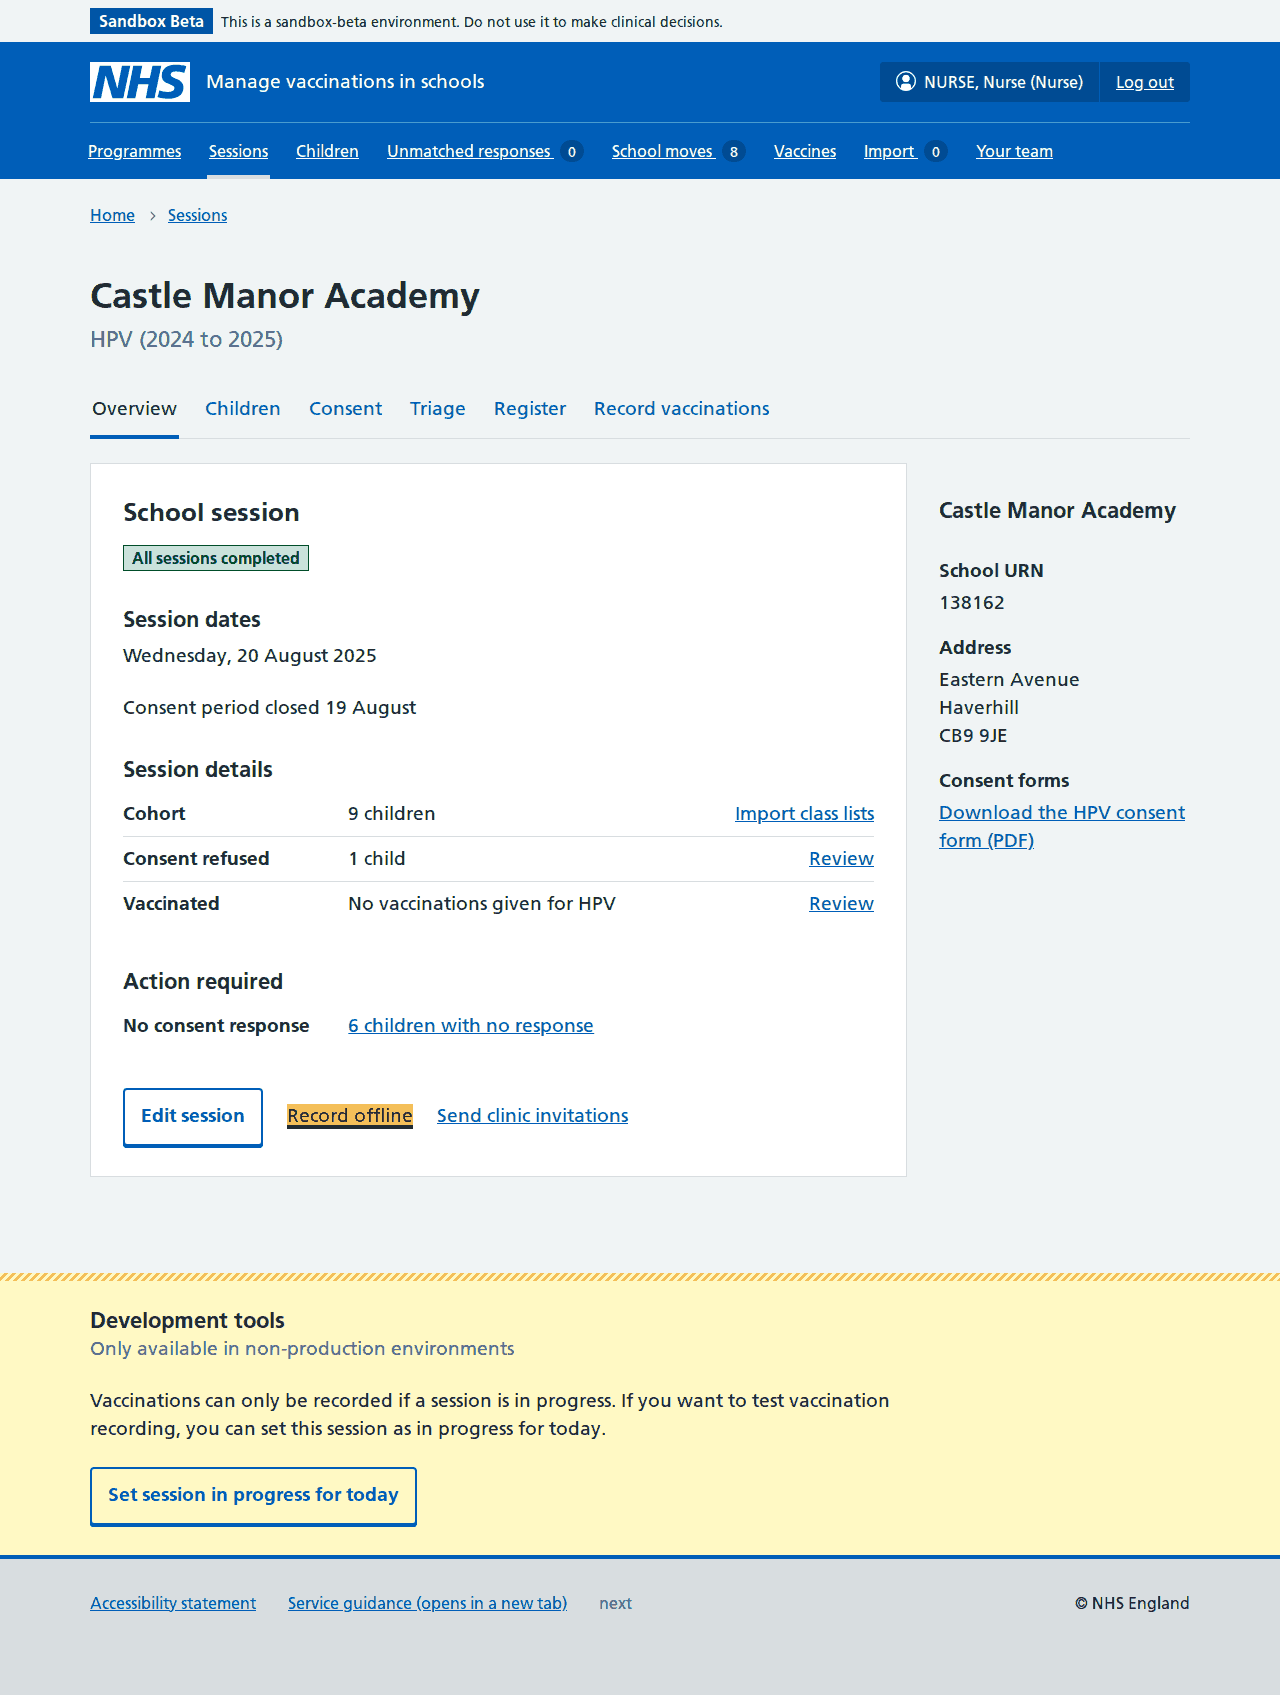 Sandbox Beta This is a sandbox-beta environment. Do not use it to make clinical decisions.
NHS Manage vaccinations in schools NURSE, Nurse (Nurse) Log out
Programmes Sessions Children Unmatched responses 0 School moves 8 Vaccines Import 0 Your team
Home Sessions
Castle Manor Academy
HPV (2024 to 2025)
Overview Children Consent Triage Register Record vaccinations
School session
All sessions completed
Session dates
Wednesday, 20 August 2025
Consent period closed 19 August
Session details
Cohort 9 children Import class lists
Consent refused 1 child Review
Vaccinated No vaccinations given for HPV Review
Action required
No consent response 6 children with no response
Edit session Record offline Send clinic invitations
Castle Manor Academy
School URN
138162
Address
Eastern Avenue
Haverhill
CB9 9JE
Consent forms
Download the HPV consent
form (PDF)
Development tools
Only available in non-production environments
Vaccinations can only be recorded if a session is in progress. If you want to test vaccination
recording, you can set this session as in progress for today.
Set session in progress for today
Accessibility statement Service guidance (opens in a new tab) next © NHS England